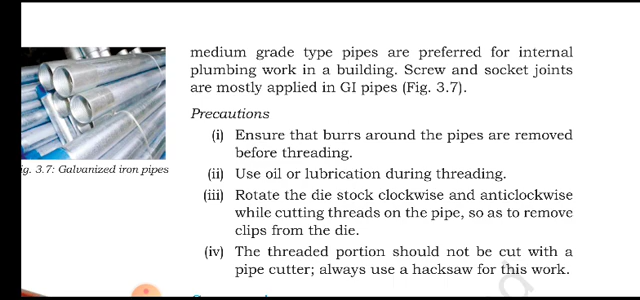 medium grade type pipes are preferred for internal
plumbing work in a building. Screw and socket joints
are mostly applied in GI pipes (Fig. 3.7).
Precautions
(i) Ensure that burrs around the pipes are removed
before threading.
ig. 3.7: Galvanized iron pipes
(ii) Use oil or lubrication during threading.
(iii) Rotate the die stock clockwise and anticlockwise
while cutting threads on the pipe, so as to remove
clips from the die.
(iv) The threaded portion should not be cut with a
pipe cutter; always use a hacksaw for this work.